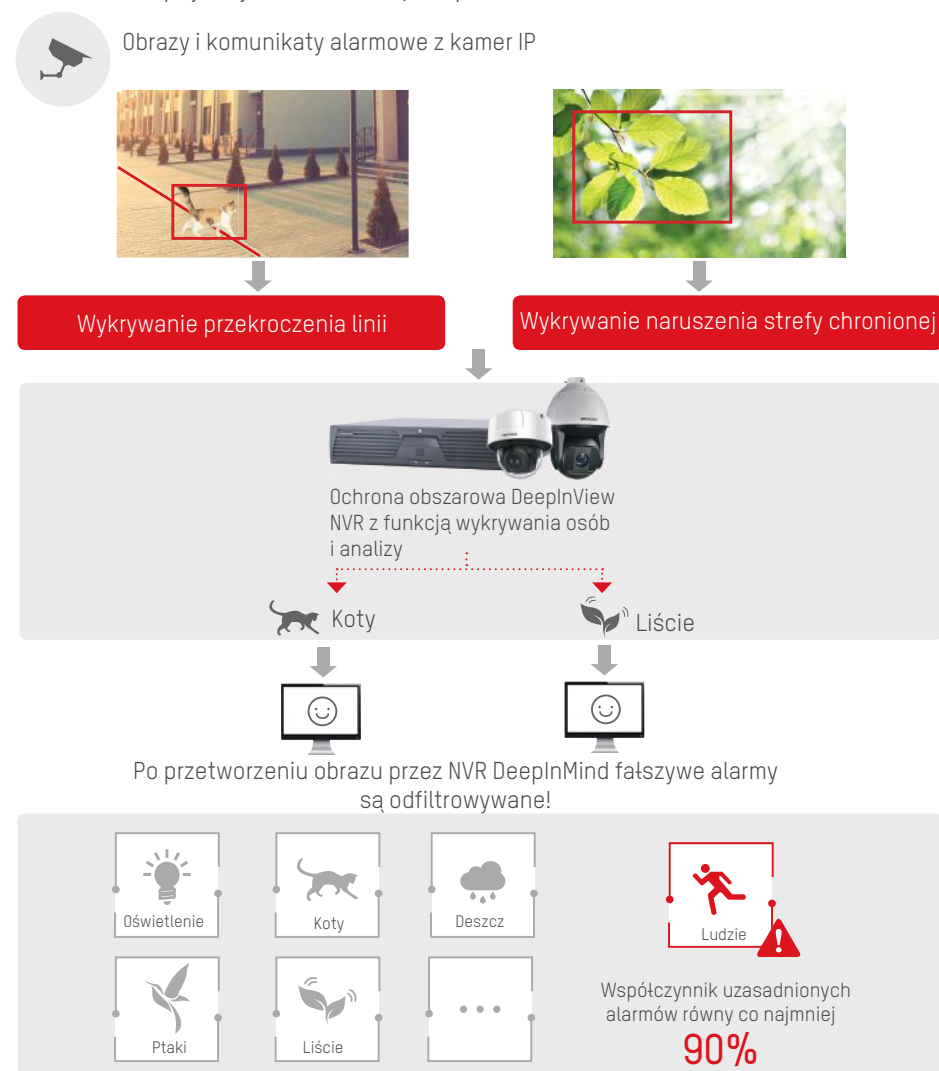 Obrazy i komunikaty alarmowe z kamer IP
Wykrywanie przekroczenia linii
Wykrywanie naruszenia strefy chronionej
Ochrona obszarowa DeepInView
NVR z funkcją wykrywania osób
i analizy
Koty
Liście
Po przetworzeniu obrazu przez NVR DeepInMind fałszywe alarmy
są odfiltrowywane!
Oświetlenie
Koty
Deszcz
Ludzie
Ptaki
Liście
Współczynnik uzasadnionych
alarmów równy co najmniej
90%